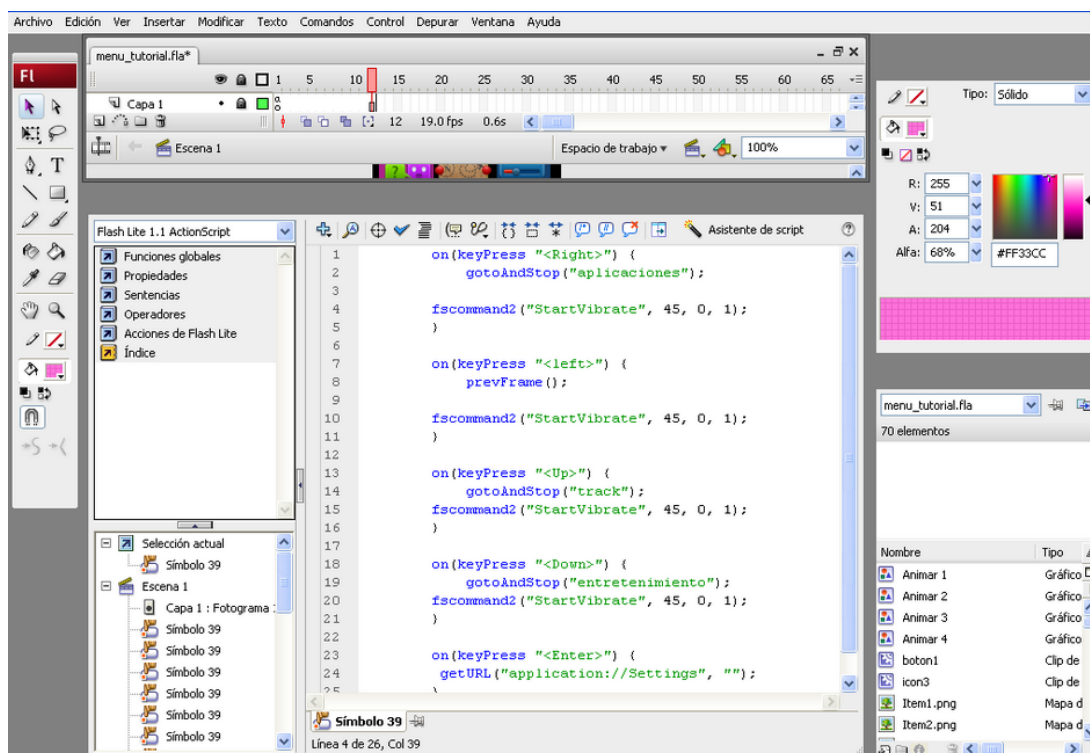 Archivo Edición Ver Insertar Modificar Texto Comandos Control Depurar Ventana Ayuda
menu_tutorial.fla*
Fl
1 5 10 15 20 25 30 35 40 45 50 55 60 65
Capa 1
12 19.0 fps 0.6s
Escena 1
Espacio de trabajo
100%
Flash Lite 1.1 ActionScript
Funciones globales
Propiedades
Sentencias
Operadores
Acciones de Flash Lite
Índice
Selección actual
Símbolo 39
Escena 1
Capa 1 : Fotograma
Símbolo 39
Símbolo 39
Símbolo 39
Símbolo 39
Símbolo 39
Símbolo 39
Asistente de script
1 on(keyPress "<Right>") {
2 gotoAndStop("aplicaciones");
3
4 fscommand2("StartVibrate", 45, 0, 1);
5 }
6
7 on(keyPress "<left>") {
8 prevFrame();
9
10 fscommand2("StartVibrate", 45, 0, 1);
11 }
12
13 on(keyPress "<Up>") {
14 gotoAndStop("track");
15 fscommand2("StartVibrate", 45, 0, 1);
16 }
17
18 on(keyPress "<Down>") {
19 gotoAndStop("entretenimiento");
20 fscommand2("StartVibrate", 45, 0, 1);
21 }
22
23 on(keyPress "<Enter>") {
24 getURL("application://Settings", "");
25 }
Símbolo 39
Línea 4 de 26, Col 39
Tipo: Sólido
R: 255
V: 51
A: 204
Alfa: 68% #FF33CC
menu_tutorial.fla
70 elementos
Nombre Tipo
Animar 1 Gráfico
Animar 2 Gráfico
Animar 3 Gráfico
Animar 4 Gráfico
boton1 Clip de
icon3 Clip de
Item1.png Mapa d
Item2.png Mapa d